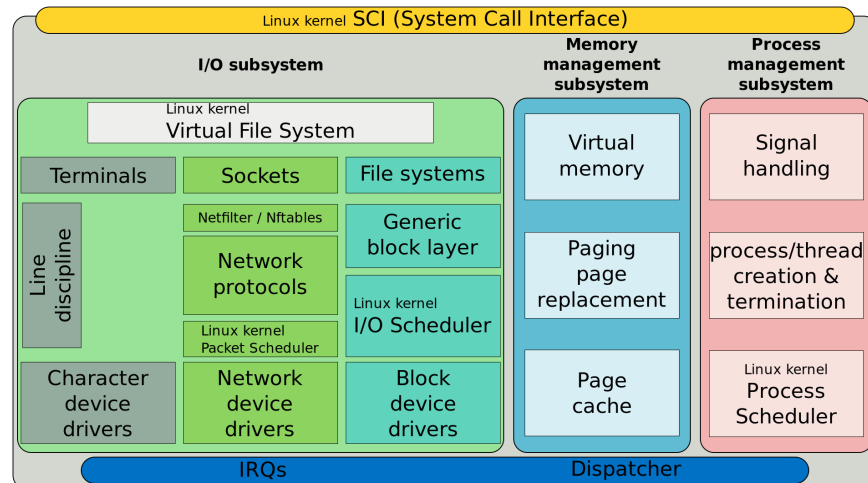 Linux kernel SCI (System Call Interface)
I/O subsystem
Memory
management
subsystem
Process
management
subsystem
Linux kernel
Virtual File System
Terminals
Sockets
File systems
Line
discipline
Netfilter / Nftables
Network
protocols
Linux kernel
Packet Scheduler
Generic
block layer
Linux kernel
I/O Scheduler
Character
device
drivers
Network
device
drivers
Block
device
drivers
Virtual
memory
Paging
page
replacement
Page
cache
Signal
handling
process/thread
creation &
termination
Linux kernel
Process
Scheduler
IRQs
Dispatcher